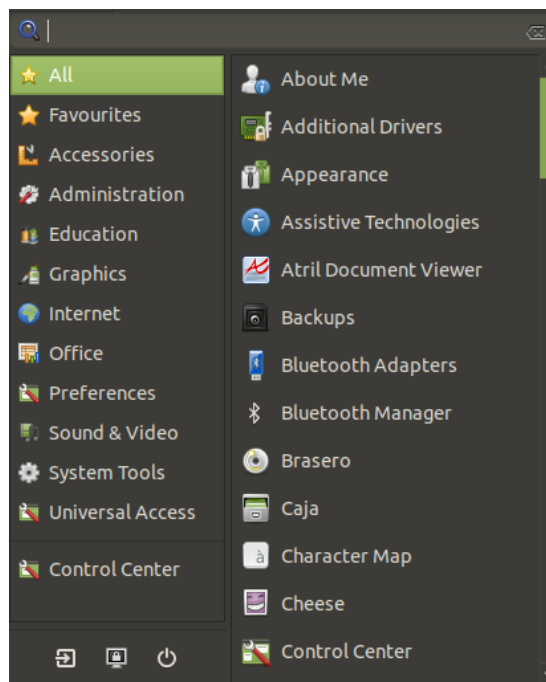 All
Favourites
Accessories
Administration
Education
Graphics
Internet
Office
Preferences
Sound & Video
System Tools
Universal Access
Control Center
About Me
Additional Drivers
Appearance
Assistive Technologies
Atril Document Viewer
Backups
Bluetooth Adapters
Bluetooth Manager
Brasero
Caja
à
Character Map
Cheese
Control Center